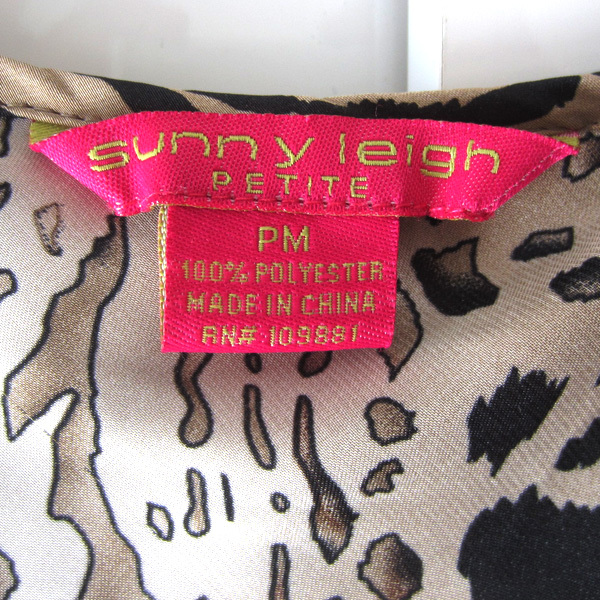 sunny leigh
PETITE
PM
100% POLYESTER
MADE IN CHINA
RN# 109881